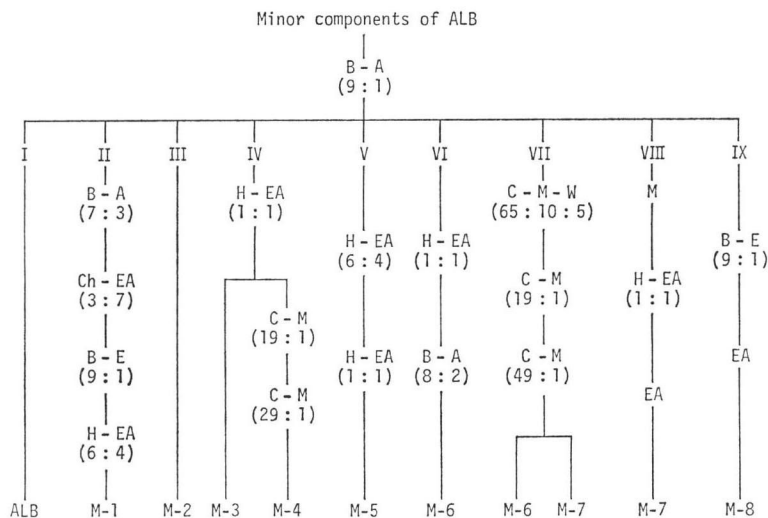 Minor components of ALB
B - A
(9 : 1)
I II III IV V VI VII VIII IX
B - A
(7 : 3)
Ch - EA
(3 : 7)
B - E
(9 : 1)
H - EA
(6 : 4)
H - EA
(1 : 1)
C - M
(19 : 1)
C - M
(29 : 1)
H - EA
(6 : 4)
H - EA
(1 : 1)
H - EA
(1 : 1)
B - A
(8 : 2)
C - M - W
(65 : 10 : 5)
C - M
(19 : 1)
C - M
(49 : 1)
M
H - EA
(1 : 1)
EA
B - E
(9 : 1)
EA
ALB M-1 M-2 M-3 M-4 M-5 M-6 M-6 M-7 M-7 M-8